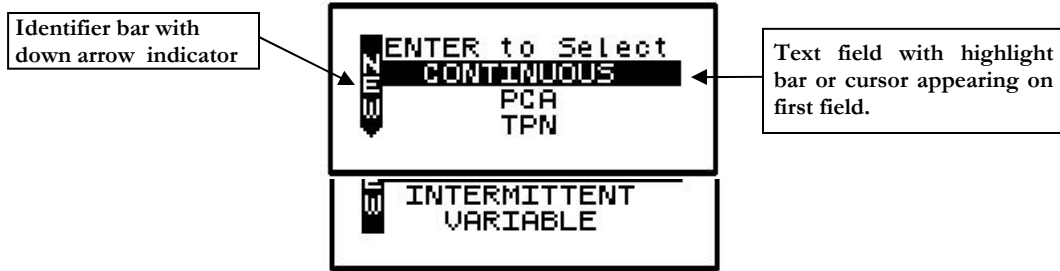 Identifier bar with
down arrow indicator
ENTER to Select
NEW
CONTINUOUS
PCA
TPN
Text field with highlight
bar or cursor appearing on
first field.
EW
INTERMITTENT
VARIABLE